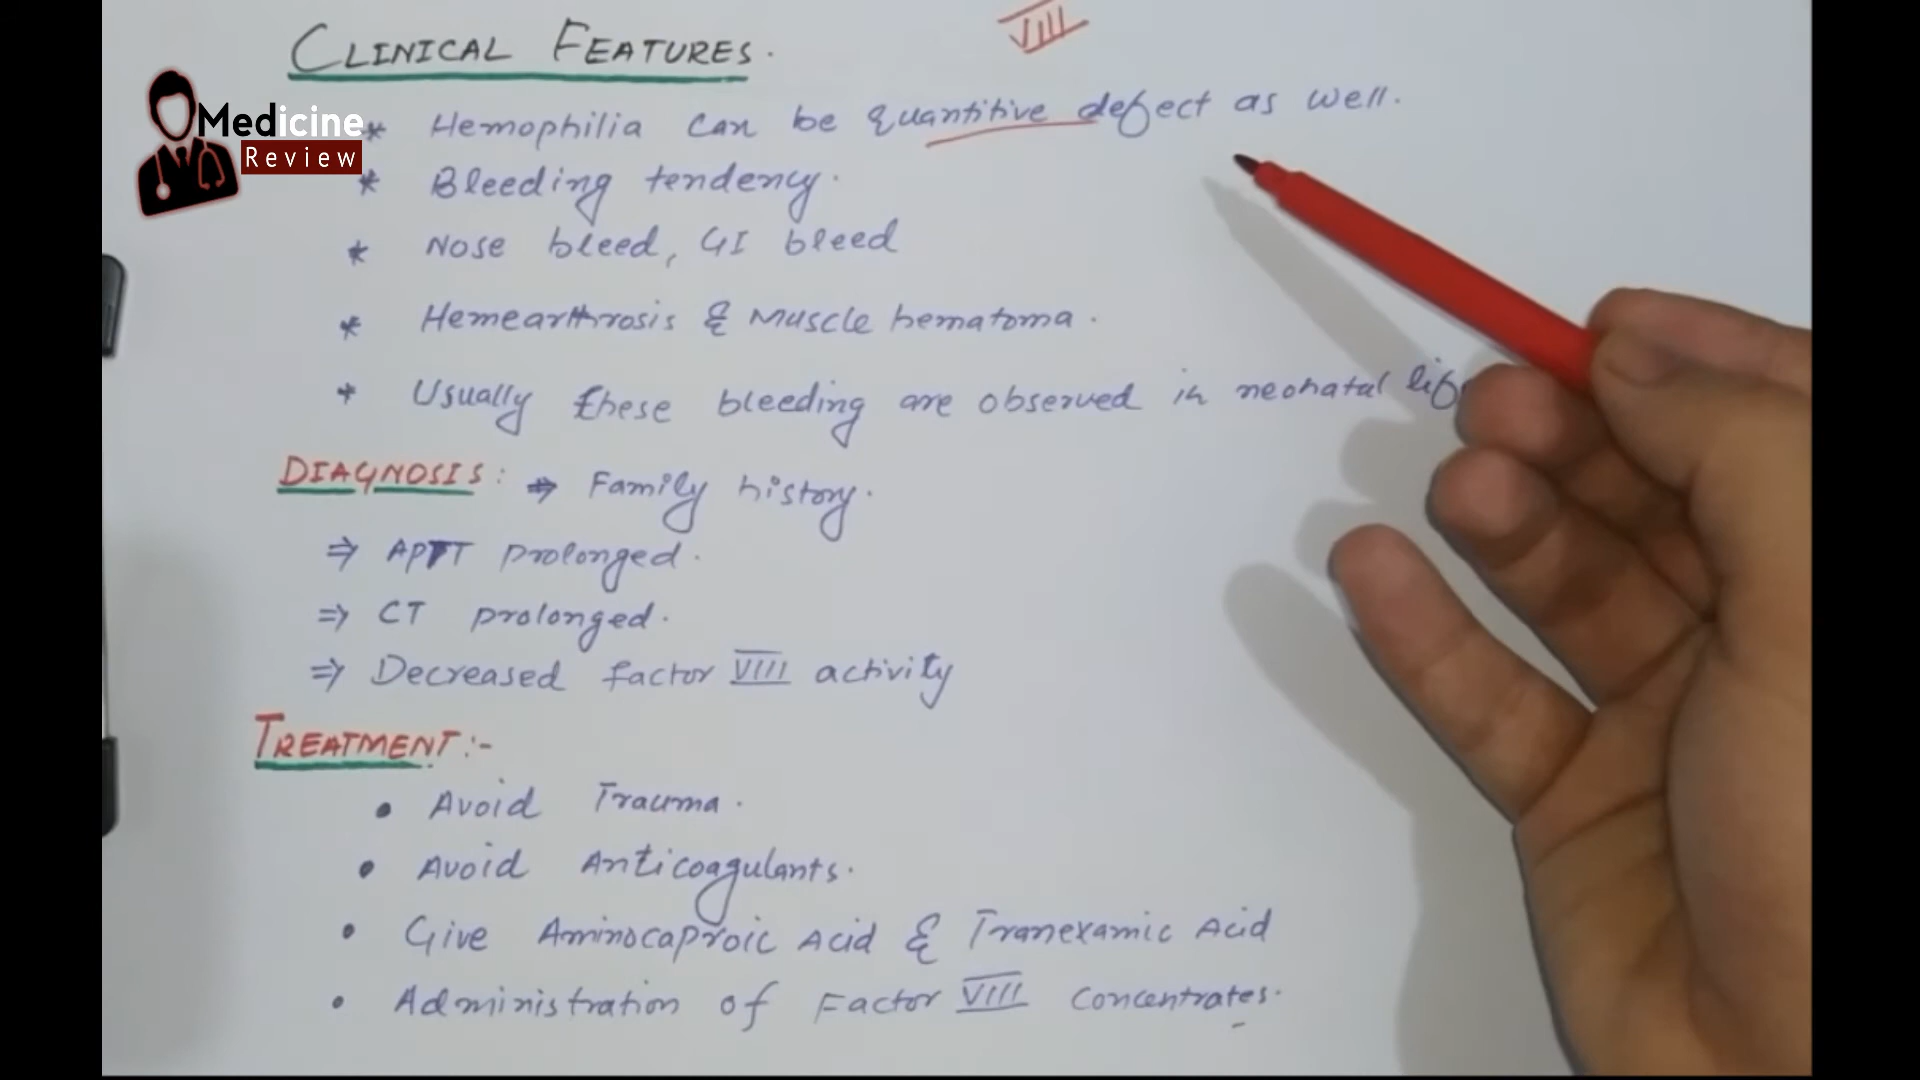 CLINICAL FEATURES.
VIII
Medicine
Review
* Hemophilia can be quantitive defect as well.
* Bleeding tendency.
* Nose bleed, GI bleed
* Hemearthrosis & Muscle hematoma.
* Usually these bleeding are observed in neonatal life
DIAGNOSIS: ⇒ Family history.
⇒ APTT prolonged.
⇒ CT prolonged.
⇒ Decreased factor VIII activity
TREATMENT:-
• Avoid Trauma.
• Avoid Anticoagulants.
• Give Aminocaproic Acid & Tranexamic Acid
• Administration of Factor VIII concentrates.